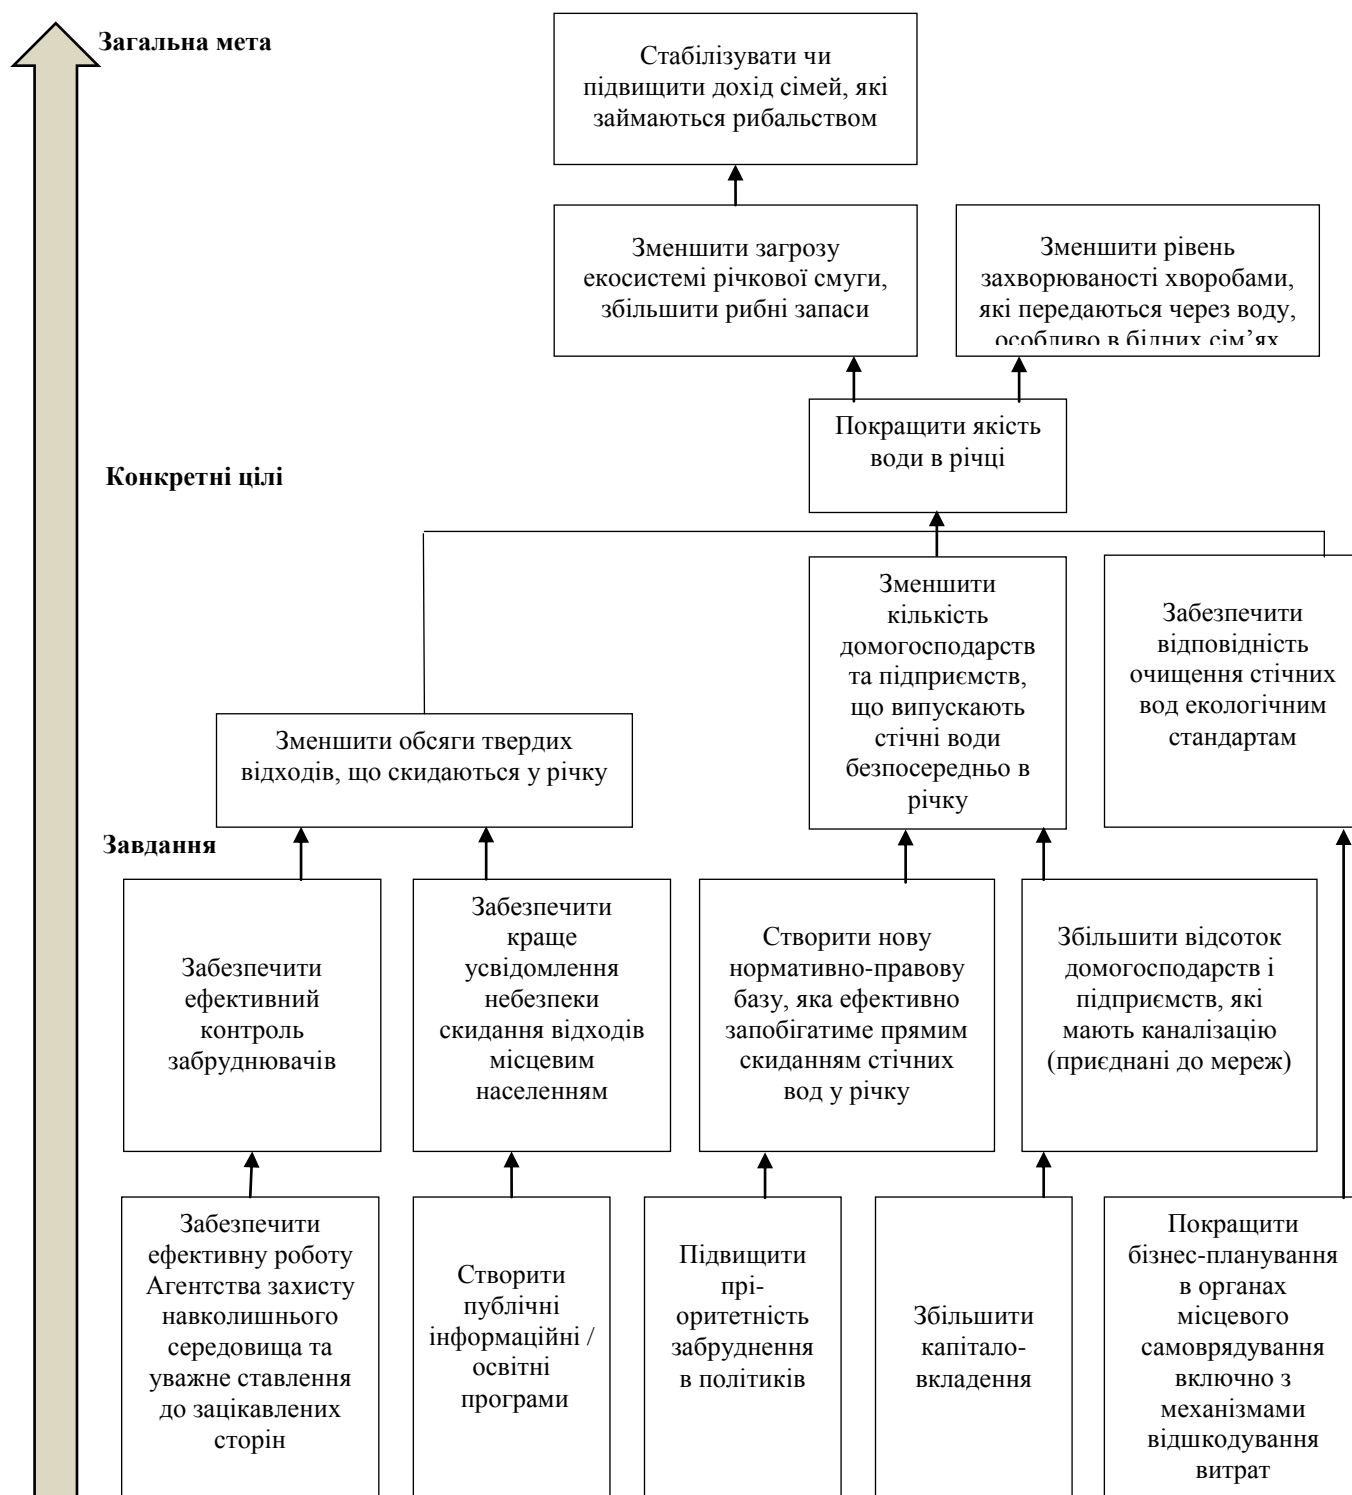 Загальна мета
Стабілізувати чи
підвищити дохід сімей, які
займаються рибальством
Зменшити загрозу
екосистемі річкової смуги,
збільшити рибні запаси
Зменшити рівень
захворюваності хворобами,
які передаються через воду,
особливо в бідних сім’ях
Покращити якість
води в річці
Конкретні цілі
Зменшити обсяги твердих
відходів, що скидаються у річку
Зменшити
кількість
домогосподарств
та підприємств,
що випускають
стічні води
безпосередньо в
річку
Забезпечити
відповідність
очищення стічних
вод екологічним
стандартам
Завдання
Забезпечити
ефективний
контроль
забруднювачів
Забезпечити
краще
усвідомлення
небезпеки
скидання відходів
місцевим
населенням
Створити нову
нормативно-правову
базу, яка ефективно
запобігатиме прямим
скиданням стічних
вод у річку
Збільшити відсоток
домогосподарств і
підприємств, які
мають каналізацію
(приєднані до мереж)
Забезпечити
ефективну роботу
Агентства захисту
навколишнього
середовища та
уважне ставлення
до зацікавлених
сторін
Створити
публічні
інформаційні /
освітні
програми
Підвищити
прі-
оритетність
забруднення
в політиків
Збільшити
капітало-
вкладення
Покращити
бізнес-планування
в органах
місцевого
самоврядування
включно з
механізмами
відшкодування
витрат